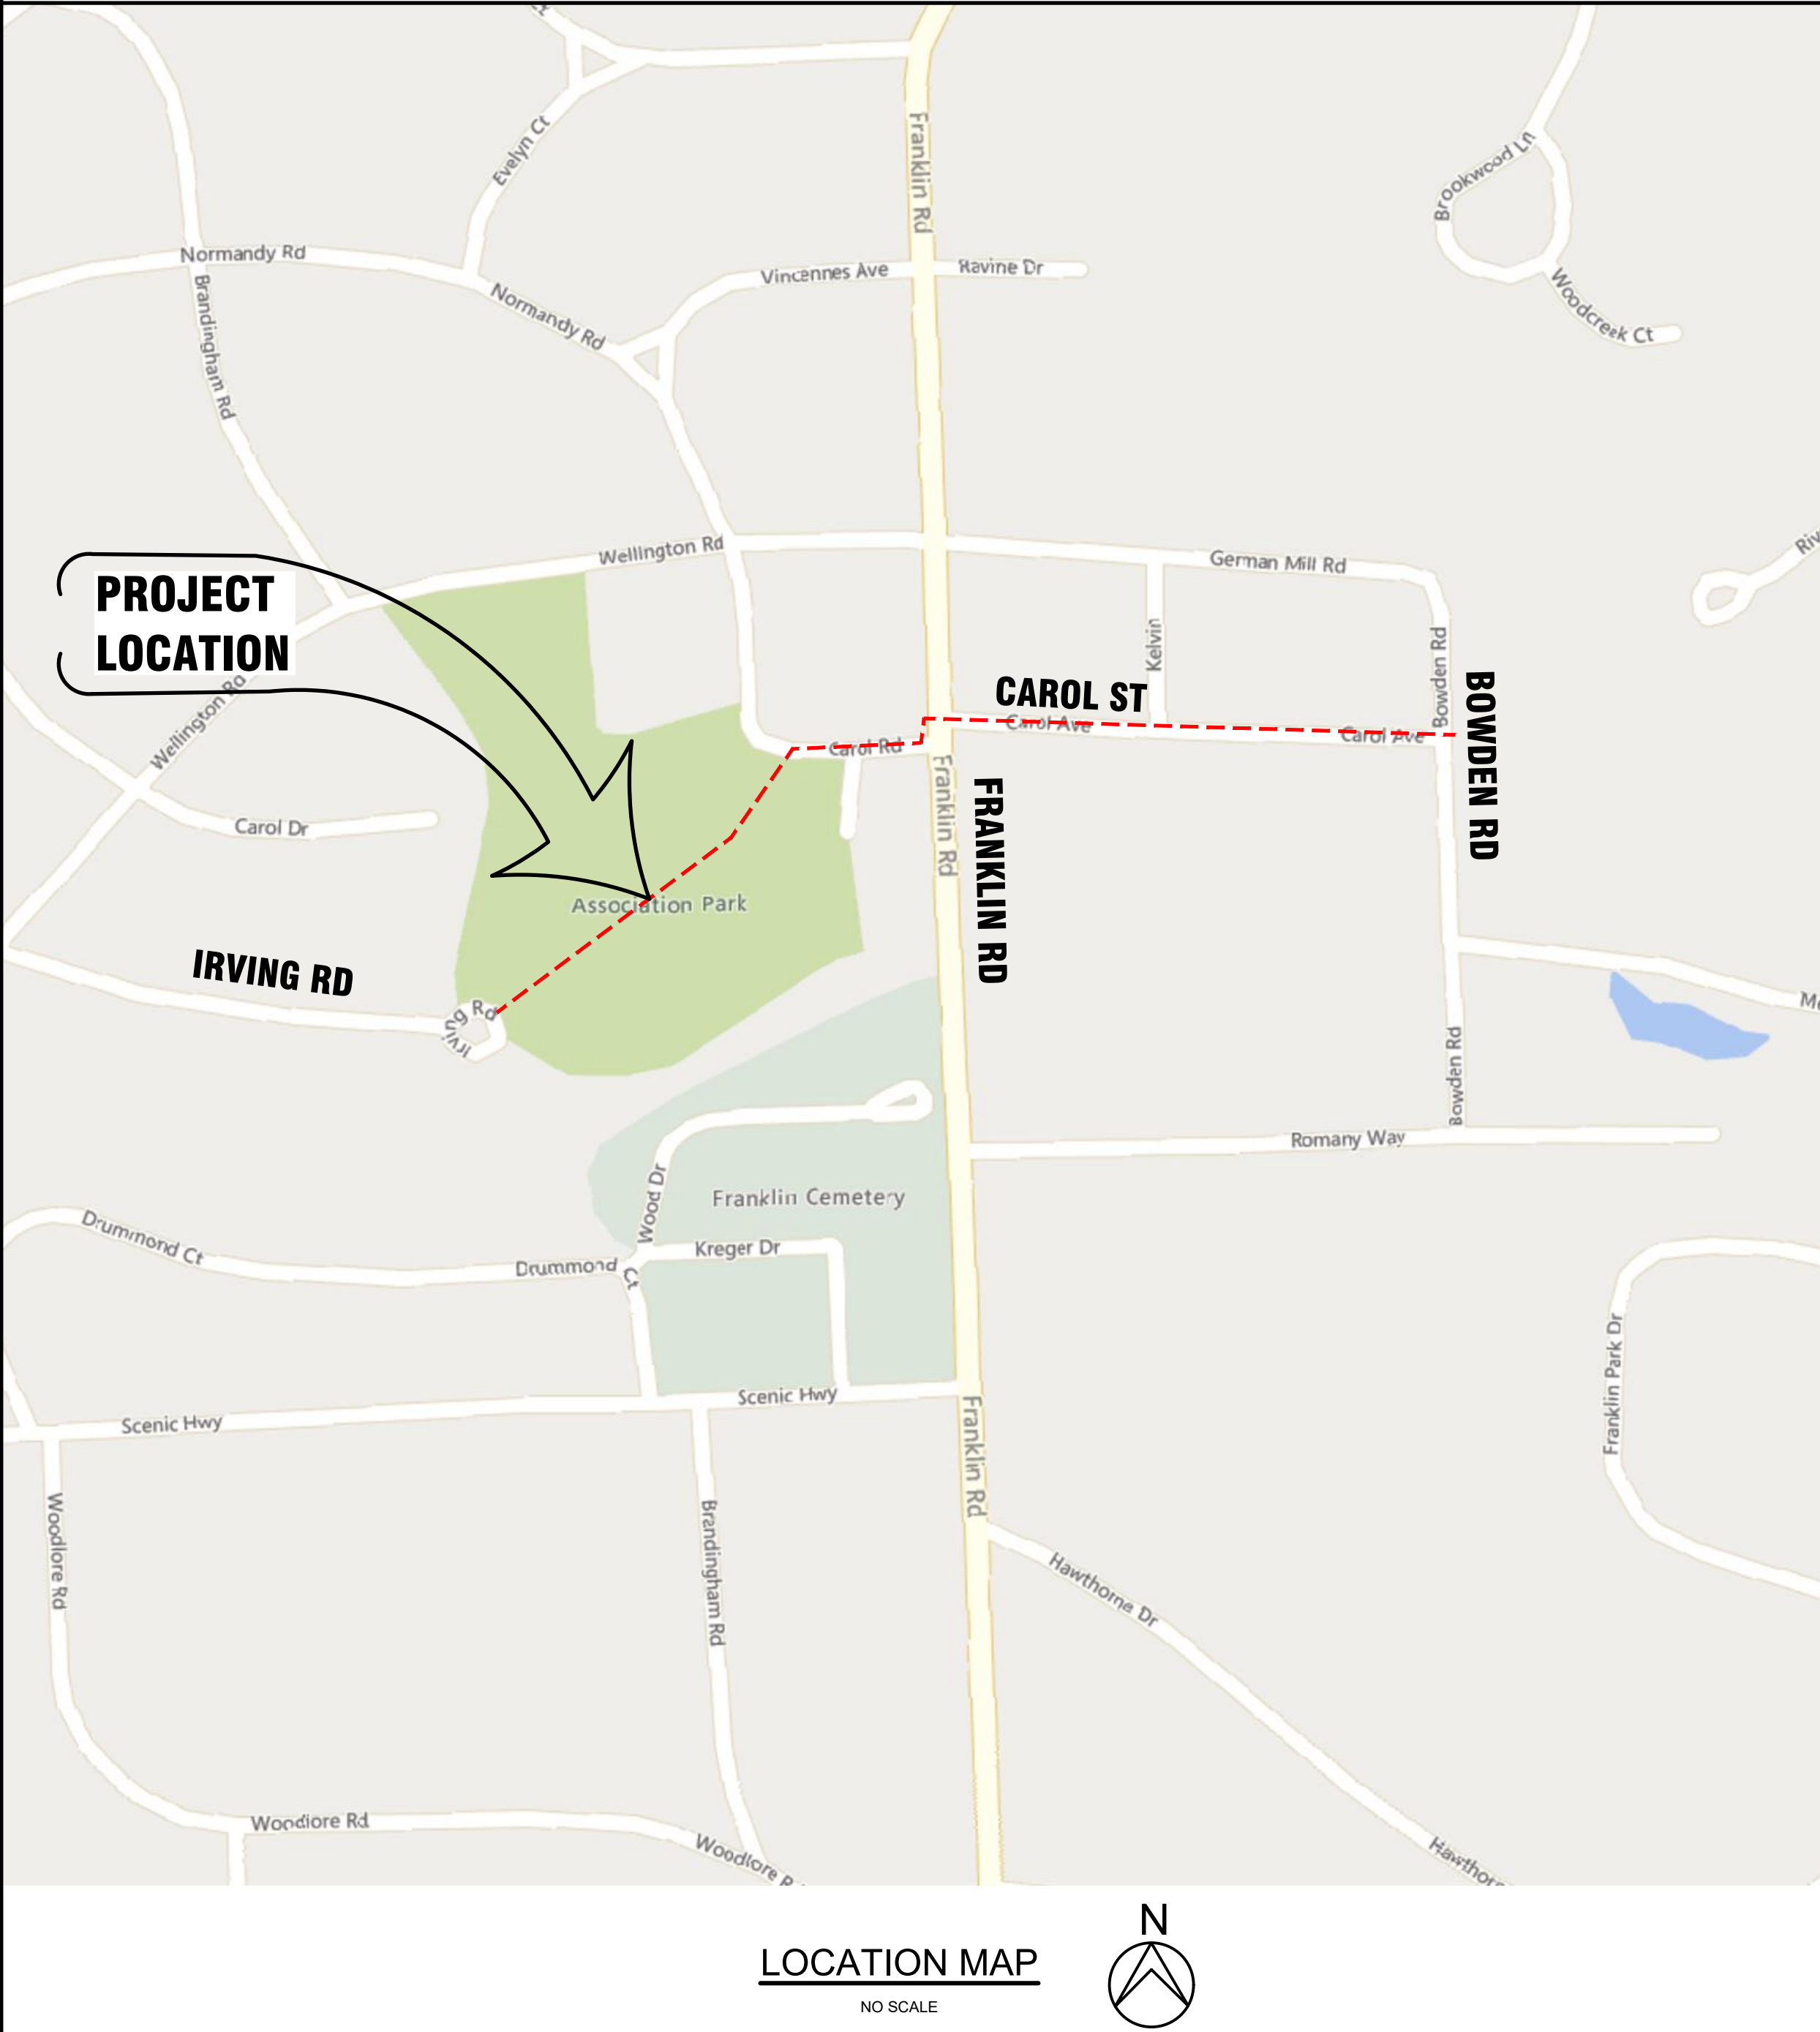 Evelyn Ct
Franklin Rd
Brookwood Ln
Normandy Rd
Vincennes Ave
Ravine Dr
Woodcreek Ct
Brandingham Rd
Normandy Rd
Wellington Rd
German Mill Rd
Riv
PROJECT
LOCATION
Kelvin
Bowden Rd
CAROL ST
BOWDEN RD
Wellington Rd
Carol Ave
Carol Ave
Carol Rd
Franklin Rd
FRANKLIN RD
Carol Dr
Association Park
IRVING RD
Irving Rd
Bowden Rd
Romany Way
Wood Dr
Franklin Cemetery
Drummond Ct
Kreger Dr
Drummond Ct
Franklin Park Dr
Scenic Hwy
Scenic Hwy
Franklin Rd
Woodlore Rd
Brandingham Rd
Hawthorne Dr
Woodlore Rd
Woodlore R
Hawthor
N
LOCATION MAP
NO SCALE